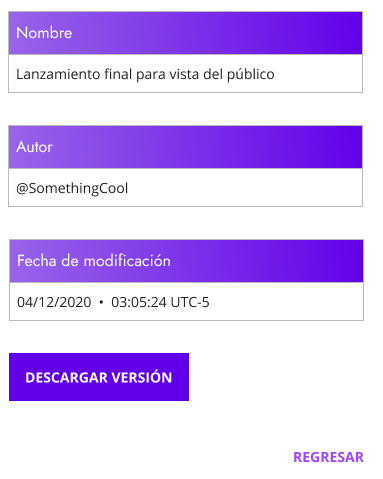 Nombre
Lanzamiento final para vista del público
Autor
@SomethingCool
Fecha de modificación
04/12/2020 • 03:05:24 UTC-5
DESCARGAR VERSIÓN
REGRESAR